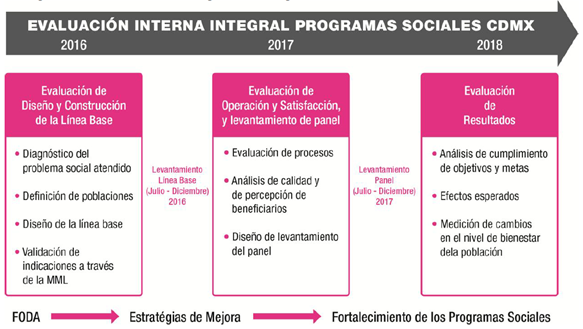 EVALUACIÓN INTERNA INTEGRAL PROGRAMAS SOCIALES CDMX
2016 2017 2018
Evaluación de
Diseño y Construcción
de la Línea Base
• Diagnóstico del
problema social atendido
• Definición de poblaciones
• Diseño de la línea base
• Validación de
indicaciones a través
de la MML
Levantamiento
Línea Base
(Julio - Diciembre)
2016
Evaluación de
Operación y Satisfacción,
y levantamiento de panel
• Evaluación de procesos
• Análisis de calidad y
de percepción de
beneficiarios
• Diseño de levantamiento
del panel
Levantamiento
Panel
(Julio - Diciembre)
2017
Evaluación
de
Resultados
• Análisis de cumplimiento
de objetivos y metas
• Efectos esperados
• Medición de cambios
en el nivel de bienestar
dela población
FODA Estratégias de Mejora Fortalecimiento de los Programas Sociales